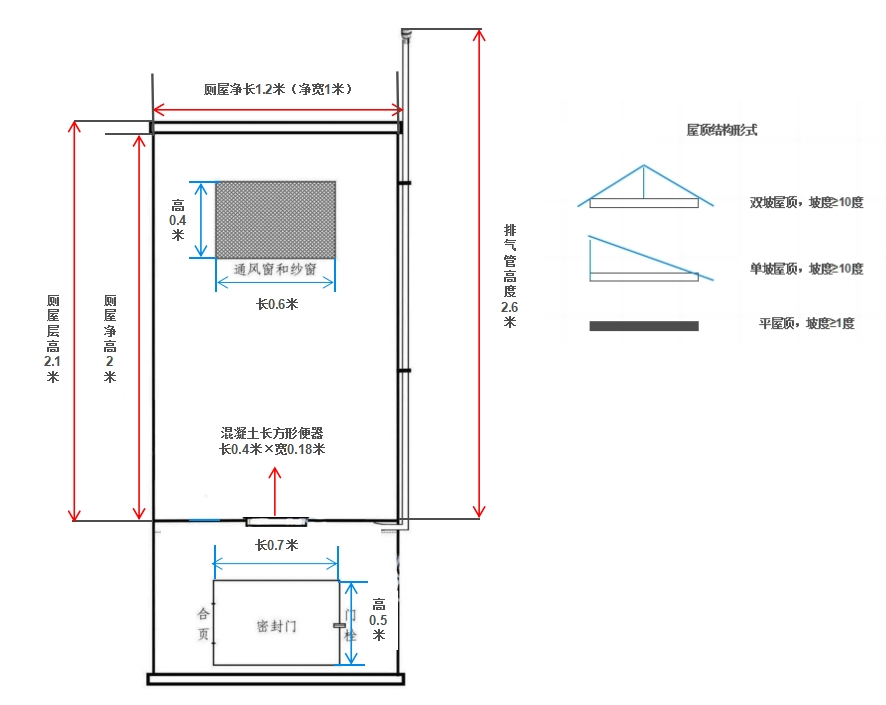 厕屋净长1.2米（净宽1米）
屋顶结构形式
双坡屋顶，坡度≥10度
单坡屋顶，坡度≥10度
平屋顶，坡度≥1度
高
0.4
米
通风窗和纱窗
长0.6米
排
气
管
高
度
2.6
米
厕
屋
层
高
2.1
米
厕
屋
净
高
2
米
混凝土长方形便器
长0.4米×宽0.18米
长0.7米
合
页
密封门
门
栓
高
0.5
米